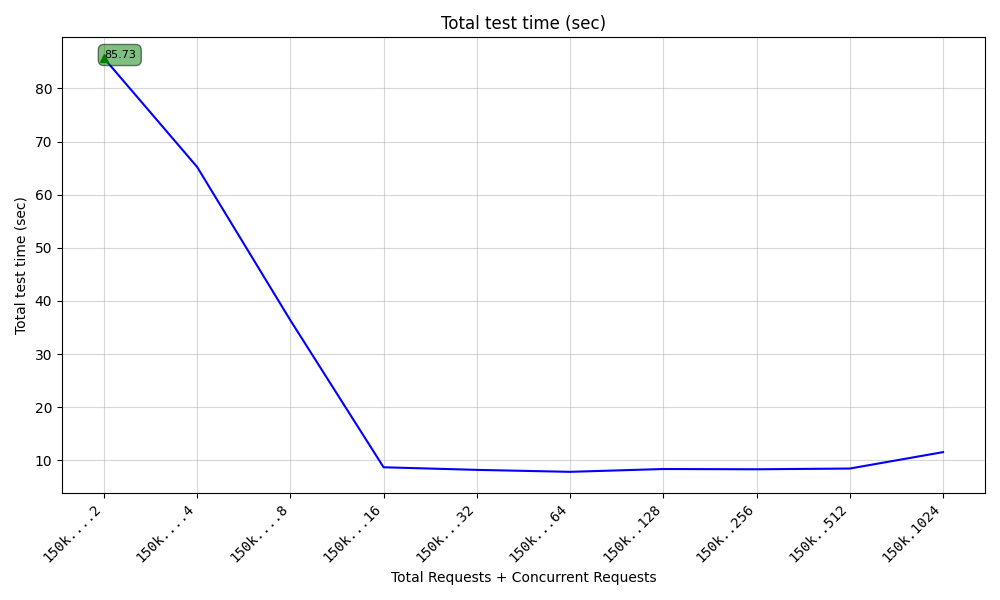 Total test time (sec)
85.73
Total test time (sec)
80
70
60
50
40
30
20
10
150k....2
150k....4
150k....8
150k...16
150k...32
150k...64
150k..128
150k..256
150k..512
150k.1024
Total Requests + Concurrent Requests